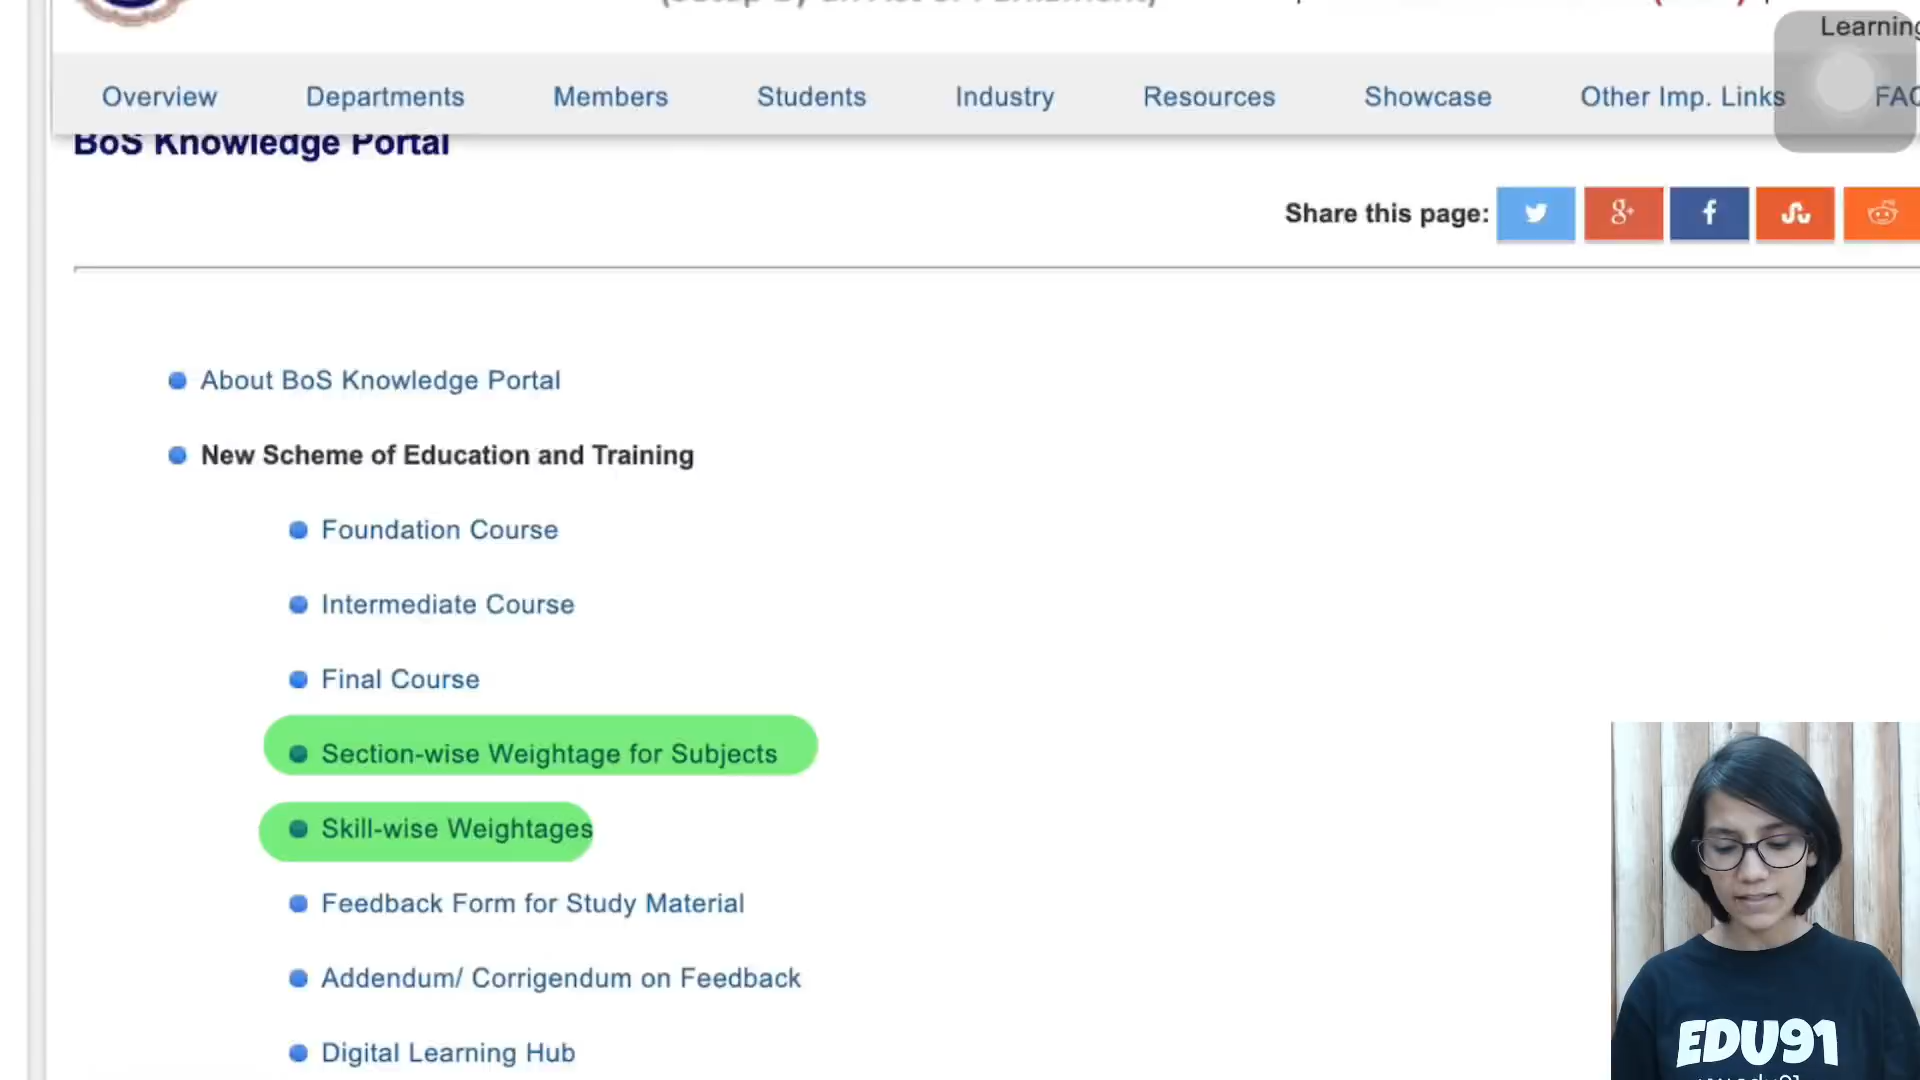 Learning
Overview Departments Members Students Industry Resources Showcase Other Imp. Links FAQ
BoS Knowledge Portal
Share this page:
About BoS Knowledge Portal
New Scheme of Education and Training
Foundation Course
Intermediate Course
Final Course
Section-wise Weightage for Subjects
Skill-wise Weightages
Feedback Form for Study Material
Addendum/ Corrigendum on Feedback
Digital Learning Hub
EDU91